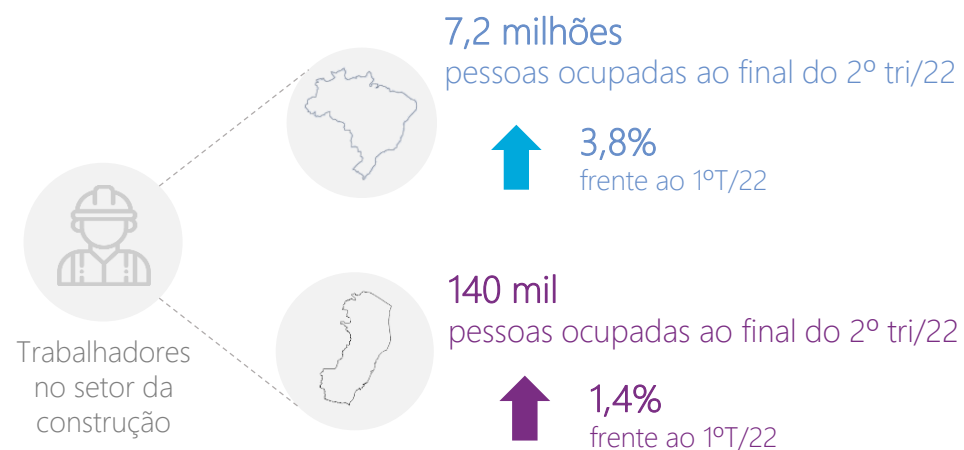 7,2 milhões
pessoas ocupadas ao final do 2º tri/22
3,8%
frente ao 1ºT/22
Trabalhadores
no setor da
construção
140 mil
pessoas ocupadas ao final do 2º tri/22
1,4%
frente ao 1ºT/22